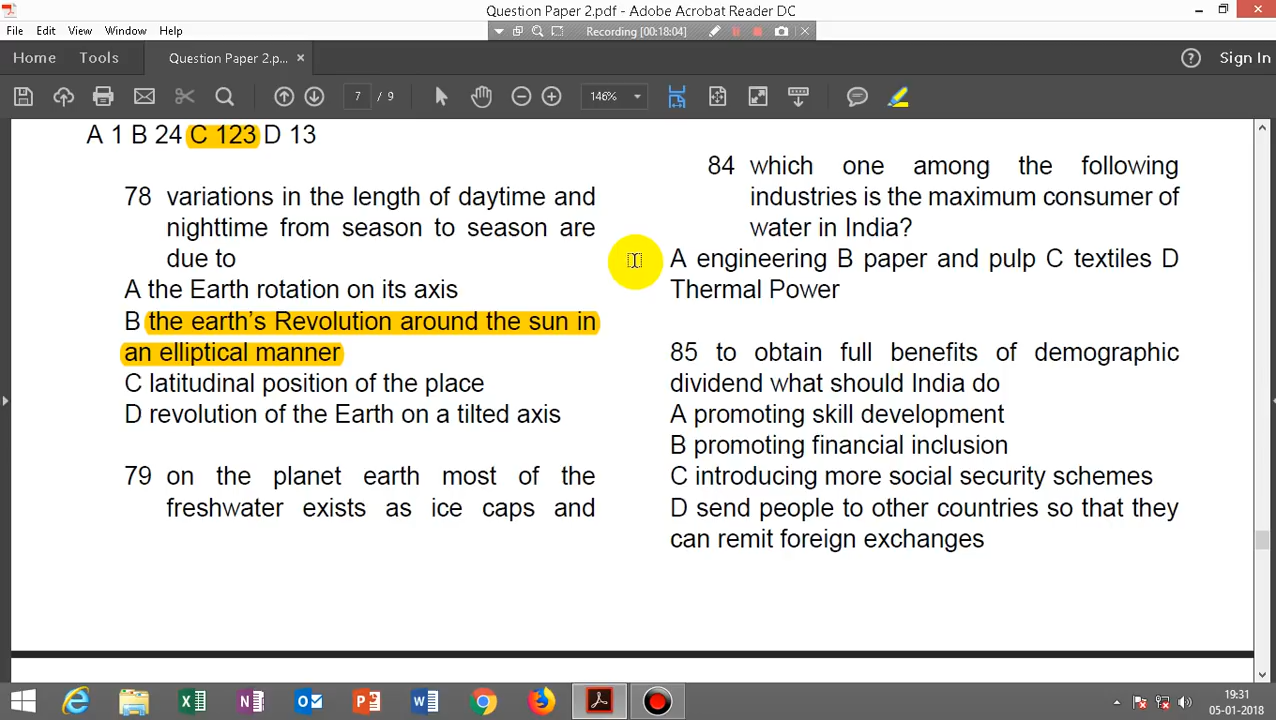 Question Paper 2.pdf - Adobe Acrobat Reader DC
File Edit View Window Help
Recording [00:18:04]
Home Tools Question Paper 2.p... × Sign In
7 / 9 146%
A 1 B 24 C 123 D 13
78 variations in the length of daytime and
nighttime from season to season are
due to
A the Earth rotation on its axis
B the earth's Revolution around the sun in
an elliptical manner
C latitudinal position of the place
D revolution of the Earth on a tilted axis
79 on the planet earth most of the
freshwater exists as ice caps and
84 which one among the following
industries is the maximum consumer of
water in India?
A engineering B paper and pulp C textiles D
Thermal Power
85 to obtain full benefits of demographic
dividend what should India do
A promoting skill development
B promoting financial inclusion
C introducing more social security schemes
D send people to other countries so that they
can remit foreign exchanges
19:31
05-01-2018